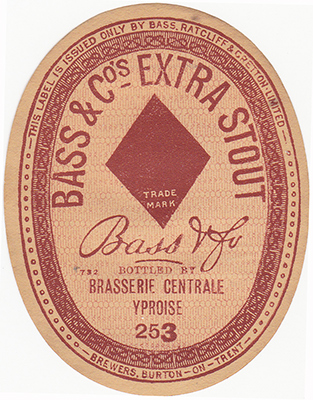 —THIS LABEL IS ISSUED ONLY BY BASS, RATCLIFF & GRETTON LIMITED—
BASS & Co's EXTRA STOUT
TRADE
MARK
Bass & Co
732
BOTTLED BY
BRASSERIE CENTRALE
YPROISE
253
BREWERS, BURTON-ON-TRENT